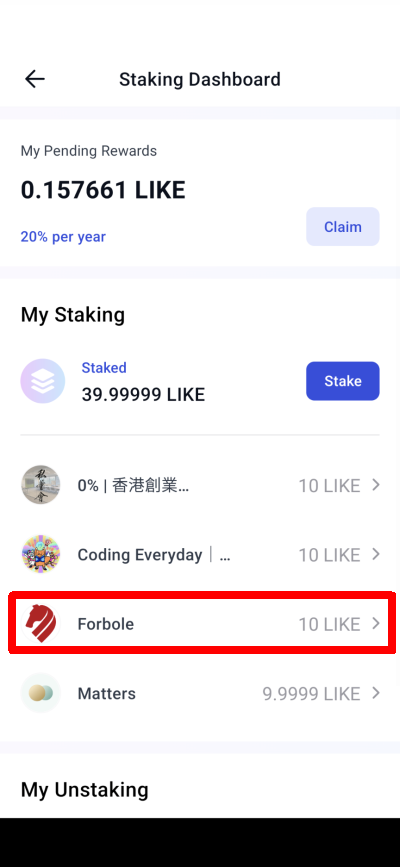 Staking Dashboard
My Pending Rewards
0.157661 LIKE
20% per year
Claim
My Staking
Staked
39.99999 LIKE
Stake
0% | 香港創業...
10 LIKE
Coding Everyday｜...
10 LIKE
Forbole
10 LIKE
Matters
9.9999 LIKE
My Unstaking